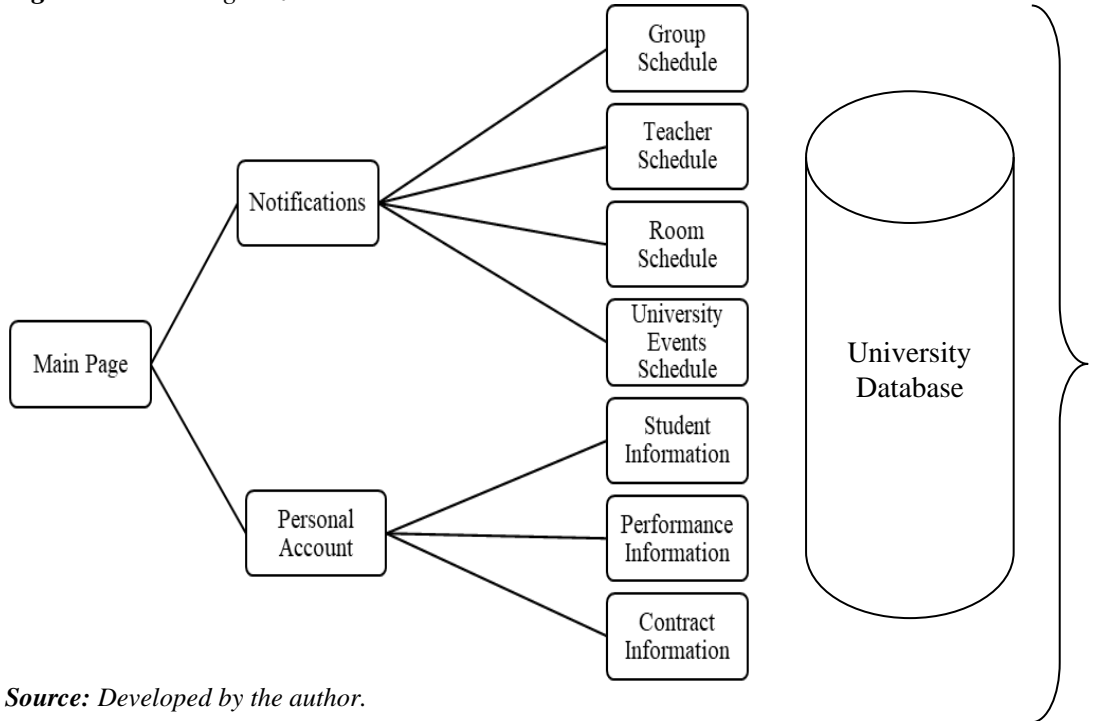 Group
Schedule
Teacher
Schedule
Notifications
Room
Schedule
University
Events
Schedule
Main Page
University
Database
Student
Information
Personal
Account
Performance
Information
Contract
Information
Source: Developed by the author.